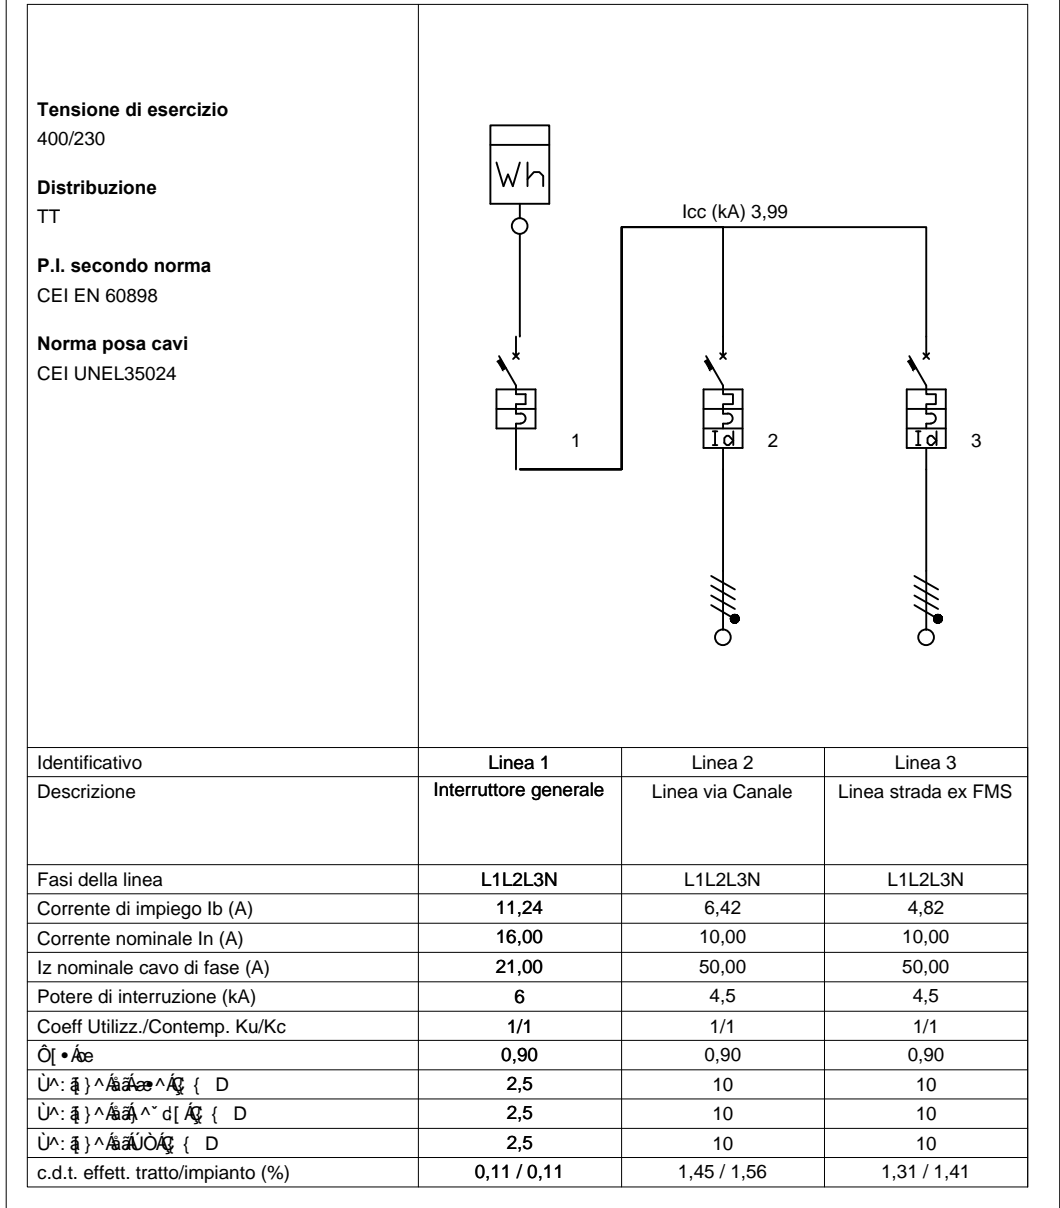 Tensione di esercizio
400/230
Distribuzione
TT
P.I. secondo norma
CEI EN 60898
Norma posa cavi
CEI UNEL35024
Wh
Icc (kA) 3,99
1
Id 2
Id 3
Identificativo Linea 1 Linea 2 Linea 3
Descrizione Interruttore generale Linea via Canale Linea strada ex FMS
Fasi della linea L1L2L3N L1L2L3N L1L2L3N
Corrente di impiego Ib (A) 11,24 6,42 4,82
Corrente nominale In (A) 16,00 10,00 10,00
Iz nominale cavo di fase (A) 21,00 50,00 50,00
Potere di interruzione (kA) 6 4,5 4,5
Coeff Utilizz./Contemp. Ku/Kc 1/1 1/1 1/1
0,90 0,90 0,90
2,5 10 10
2,5 10 10
2,5 10 10
c.d.t. effett. tratto/impianto (%) 0,11 / 0,11 1,45 / 1,56 1,31 / 1,41